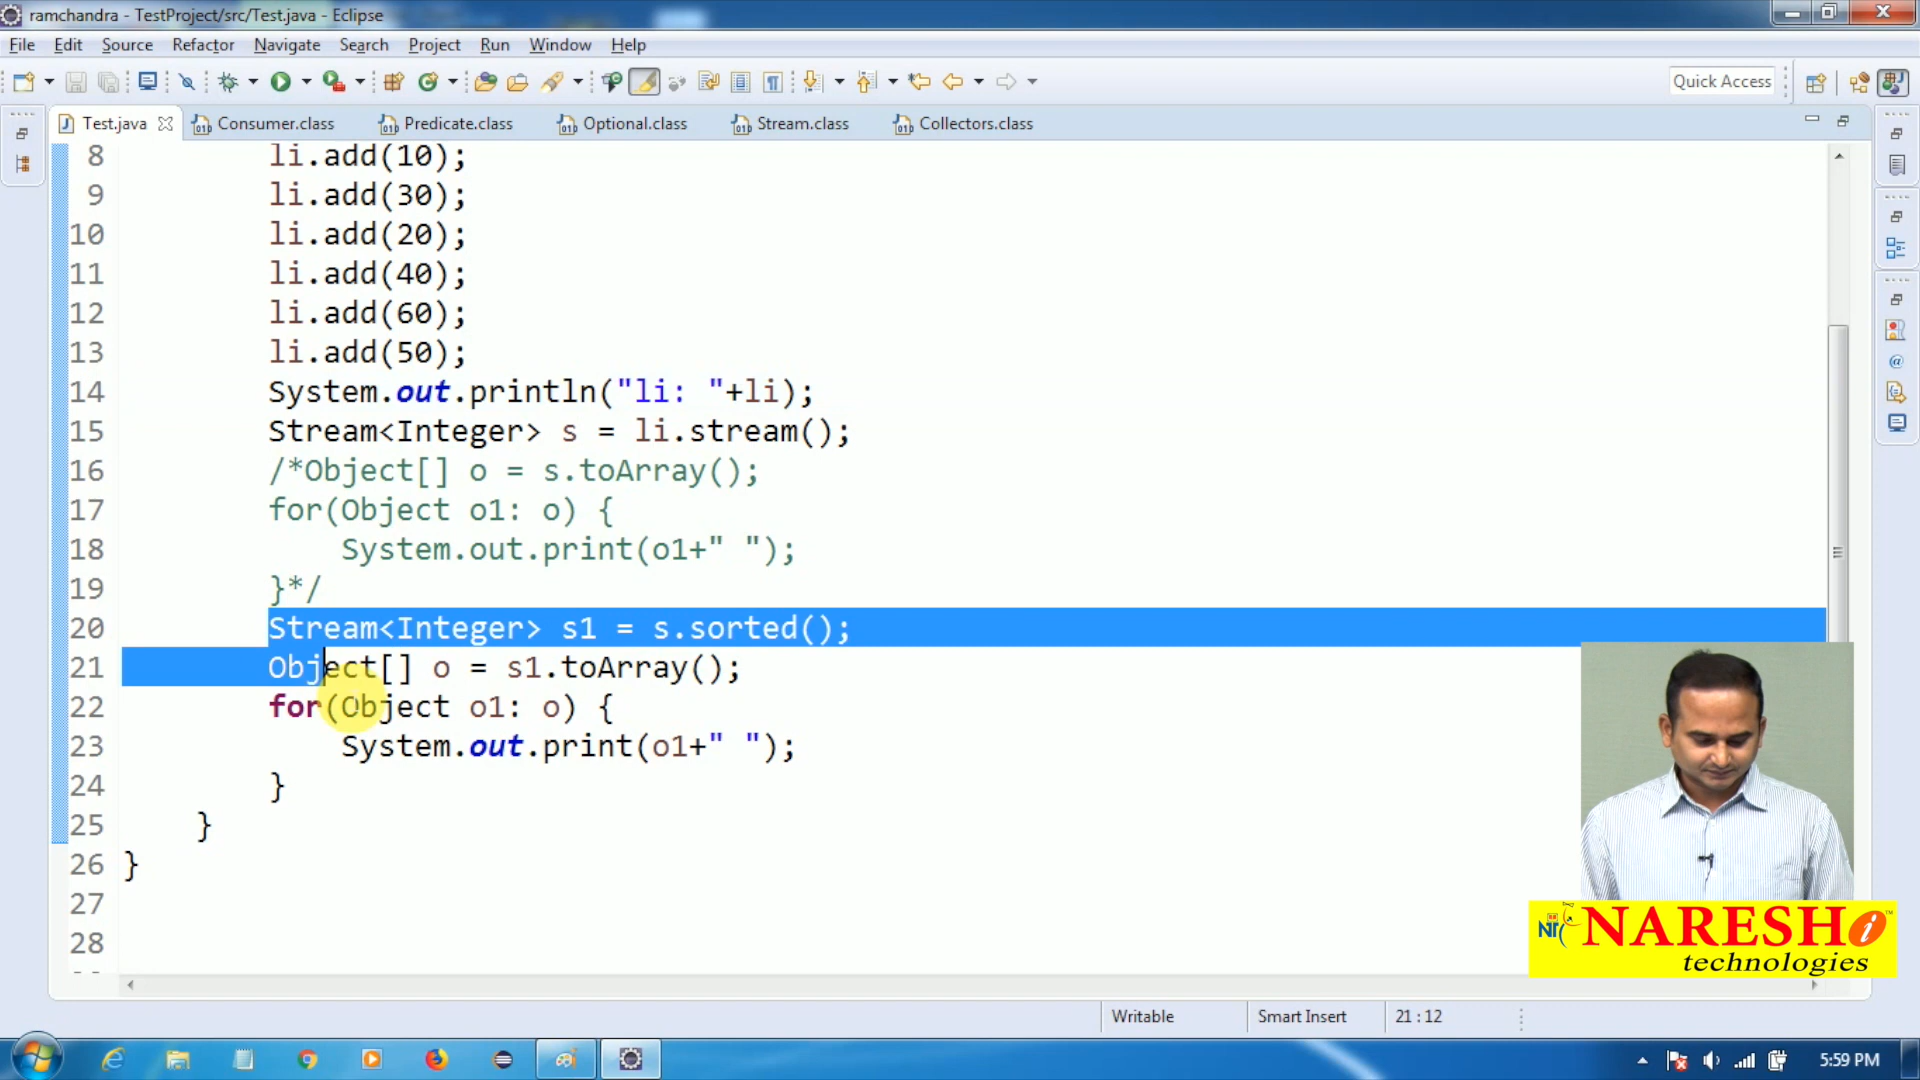 ramchandra - TestProject/src/Test.java - Eclipse
File Edit Source Refactor Navigate Search Project Run Window Help
Quick Access
Test.java Consumer.class Predicate.class Optional.class Stream.class Collectors.class
8 li.add(10);
9 li.add(30);
10 li.add(20);
11 li.add(40);
12 li.add(60);
13 li.add(50);
14 System.out.println("li: "+li);
15 Stream<Integer> s = li.stream();
16 /*Object[] o = s.toArray();
17 for(Object o1: o) {
18 System.out.print(o1+" ");
19 }*/
20 Stream<Integer> s1 = s.sorted();
21 Object[] o = s1.toArray();
22 for(Object o1: o) {
23 System.out.print(o1+" ");
24 }
25 }
26 }
27
28
NARESH i
technologies
Writable Smart Insert 21 : 12
5:59 PM